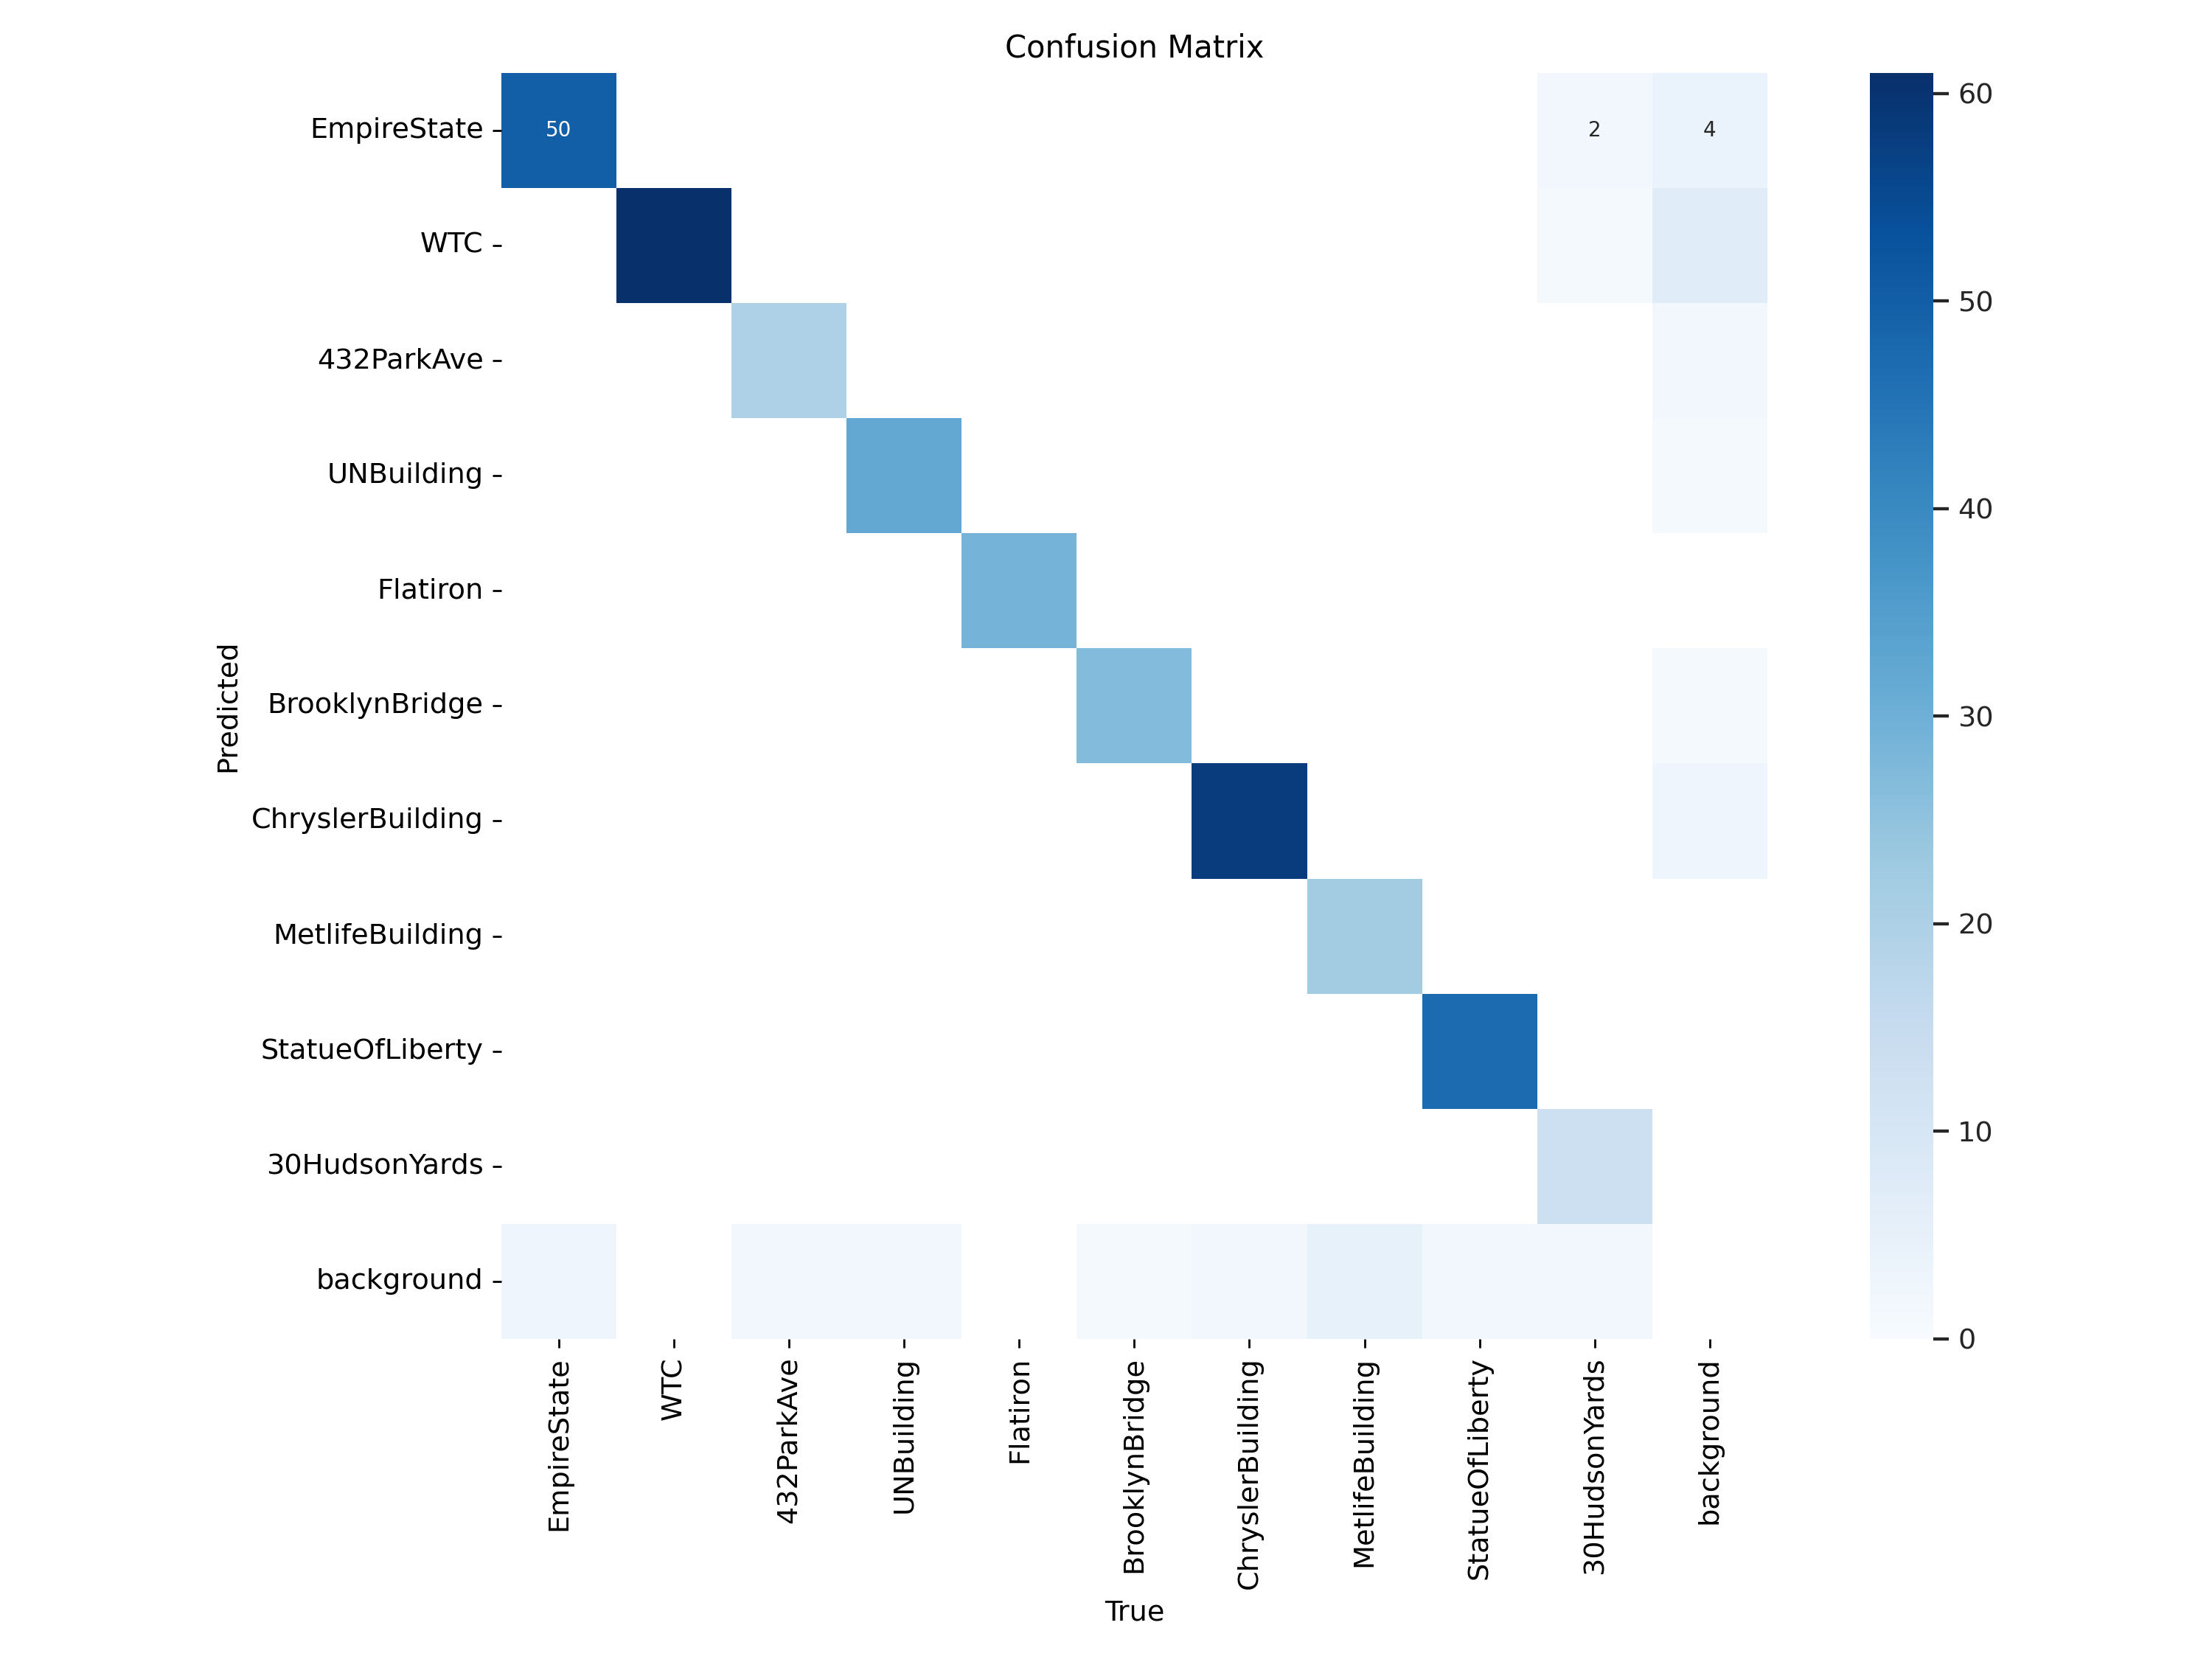 Confusion Matrix
EmpireState
50
2
4
WTC
432ParkAve
UNBuilding
Flatiron
BrooklynBridge
ChryslerBuilding
MetlifeBuilding
StatueOfLiberty
30HudsonYards
background
Predicted
EmpireState
WTC
432ParkAve
UNBuilding
Flatiron
BrooklynBridge
ChryslerBuilding
MetlifeBuilding
StatueOfLiberty
30HudsonYards
background
True
60
50
40
30
20
10
0